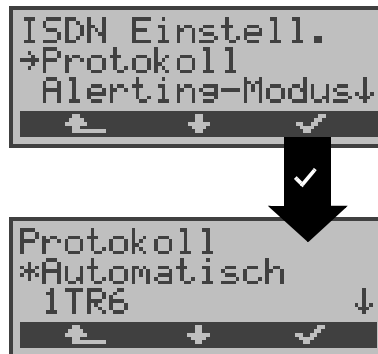 ISDN Einstell.
→Protokoll
Alerting-Modus↓
Protokoll
*Automatisch
1TR6 ↓